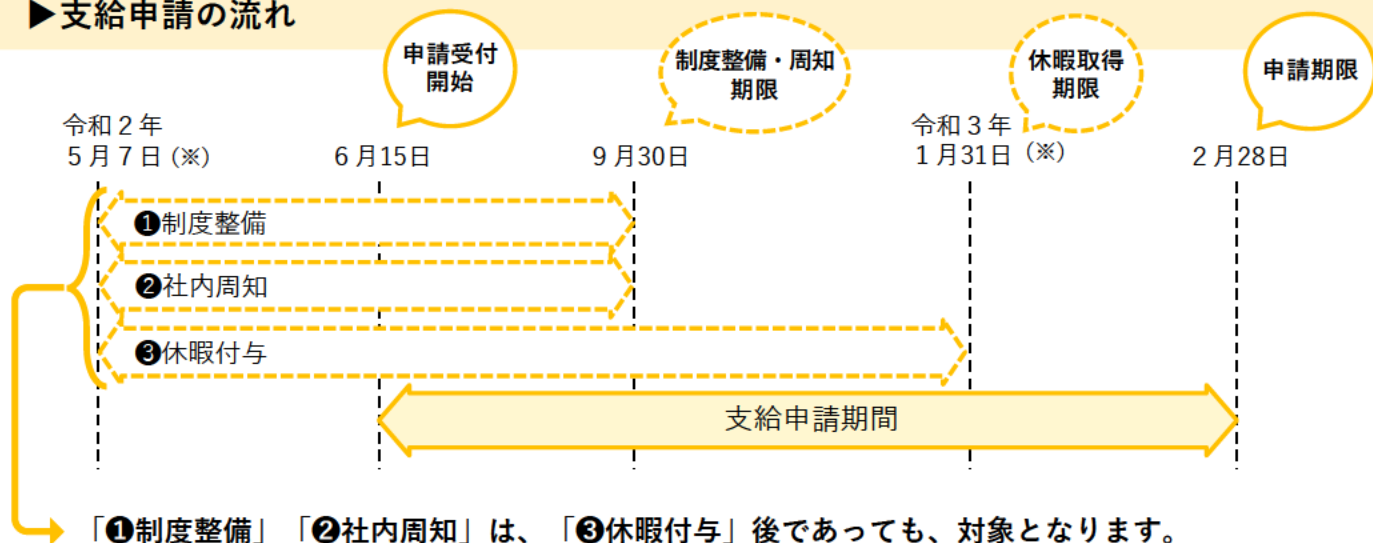 ▶支給申請の流れ
申請受付
開始
制度整備・周知
期限
休暇取得
期限
申請期限
令和２年
５月７日(※)
６月15日
９月30日
令和３年
１月31日(※)
２月28日
❶制度整備
❷社内周知
❸休暇付与
支給申請期間
「❶制度整備」「❷社内周知」は、「❸休暇付与」後であっても、対象となります。